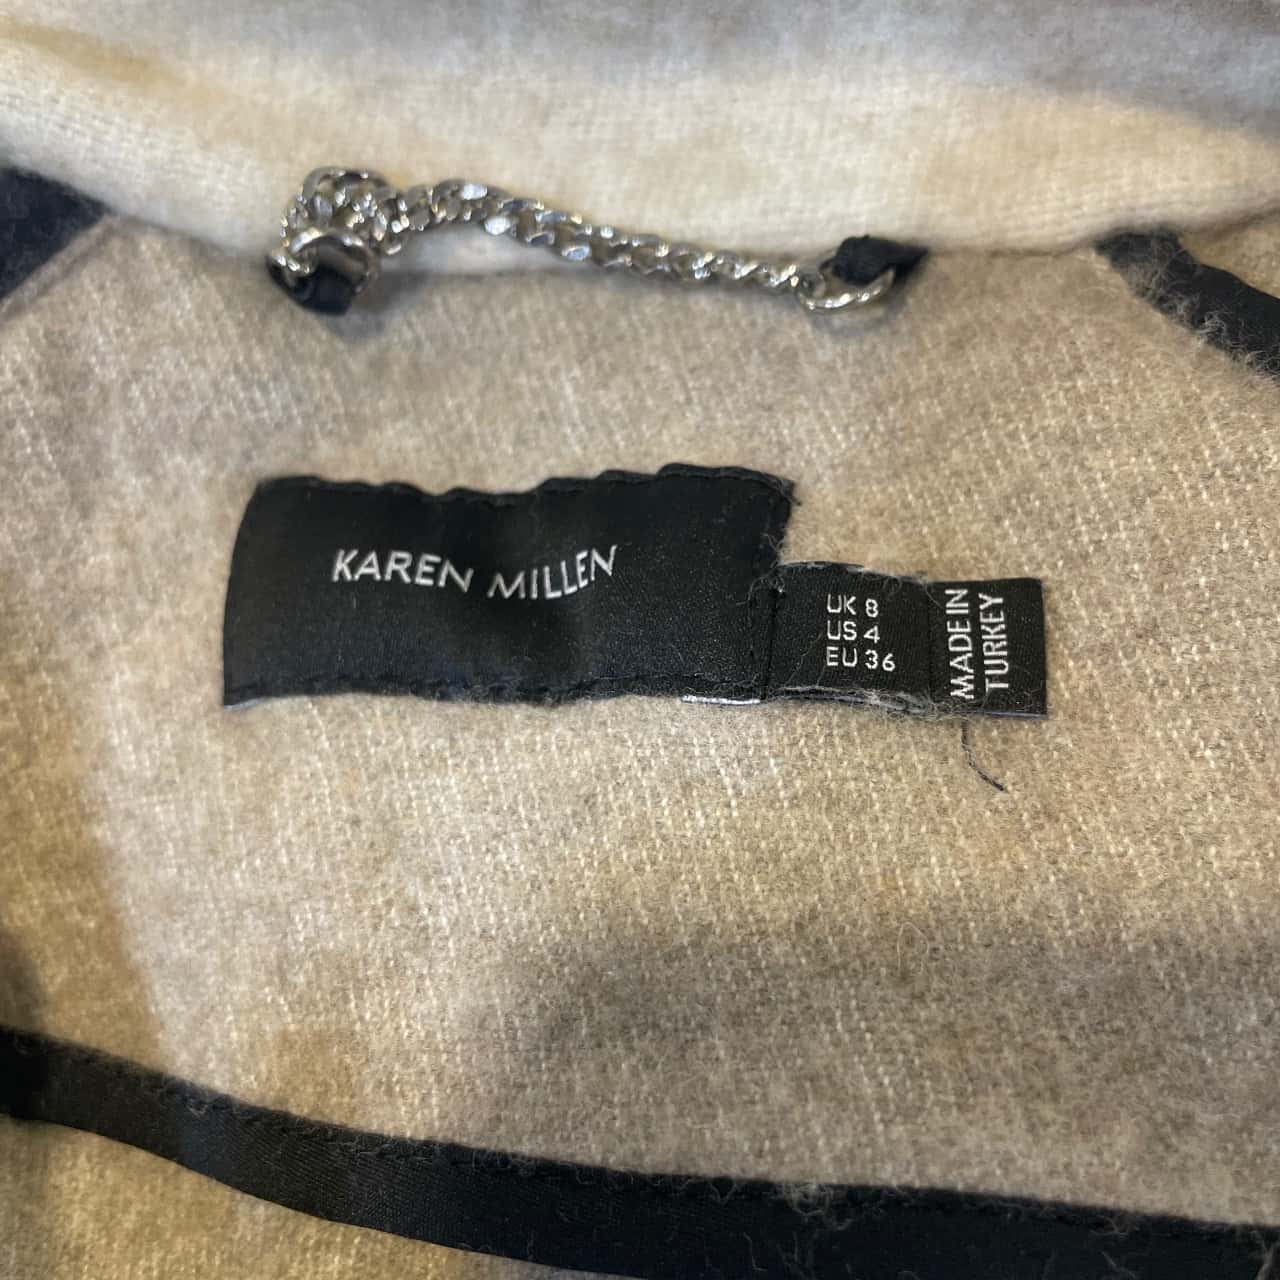 KAREN MILLEN
UK 8
US 4
EU 36
MADE IN
TURKEY